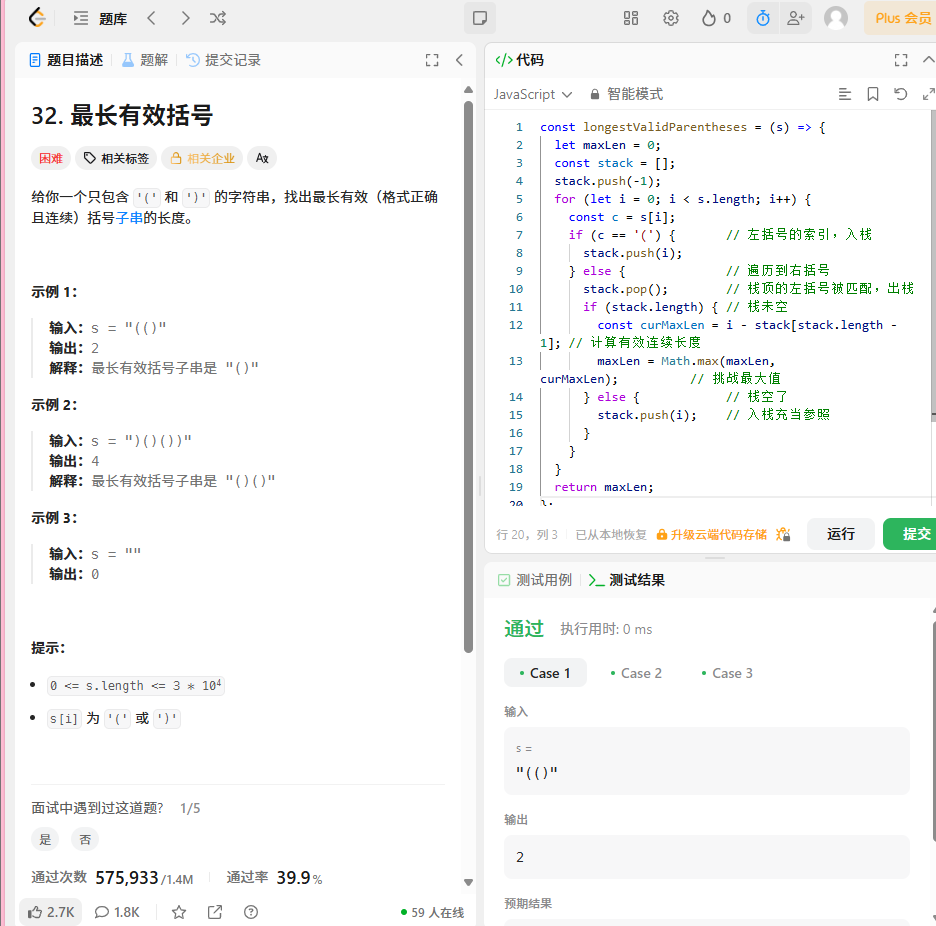 题库
0
Plus 会员
题目描述
题解
提交记录
32. 最长有效括号
困难
相关标签
相关企业
给你一个只包含 '(' 和 ')' 的字符串，找出最长有效（格式正确
且连续）括号子串的长度。
示例 1：
输入：s = "(()"
输出：2
解释：最长有效括号子串是 "()"
示例 2：
输入：s = ")()())"
输出：4
解释：最长有效括号子串是 "()()"
示例 3：
输入：s = ""
输出：0
提示：
0 <= s.length <= 3 * 10⁴
s[i] 为 '(' 或 ')'
面试中遇到过这道题? 1/5
是 否
通过次数 575,933/1.4M 通过率 39.9%
2.7K 1.8K 59 人在线
</> 代码
JavaScript 智能模式
1 const longestValidParentheses = (s) => {
2 let maxLen = 0;
3 const stack = [];
4 stack.push(-1);
5 for (let i = 0; i < s.length; i++) {
6 const c = s[i];
7 if (c == '(') { // 左括号的索引，入栈
8 stack.push(i);
9 } else { // 遍历到右括号
10 stack.pop(); // 栈顶的左括号被匹配，出栈
11 if (stack.length) { // 栈未空
12 const curMaxLen = i - stack[stack.length -
1]; // 计算有效连续长度
13 maxLen = Math.max(maxLen,
curMaxLen); // 挑战最大值
14 } else { // 栈空了
15 stack.push(i); // 入栈充当参照
16 }
17 }
18 }
19 return maxLen;
20 };
行 20，列 3 已从本地恢复 升级云端代码存储 运行 提交
测试用例 测试结果
通过 执行用时: 0 ms
Case 1 Case 2 Case 3
输入
s =
"(()"
输出
2
预期结果